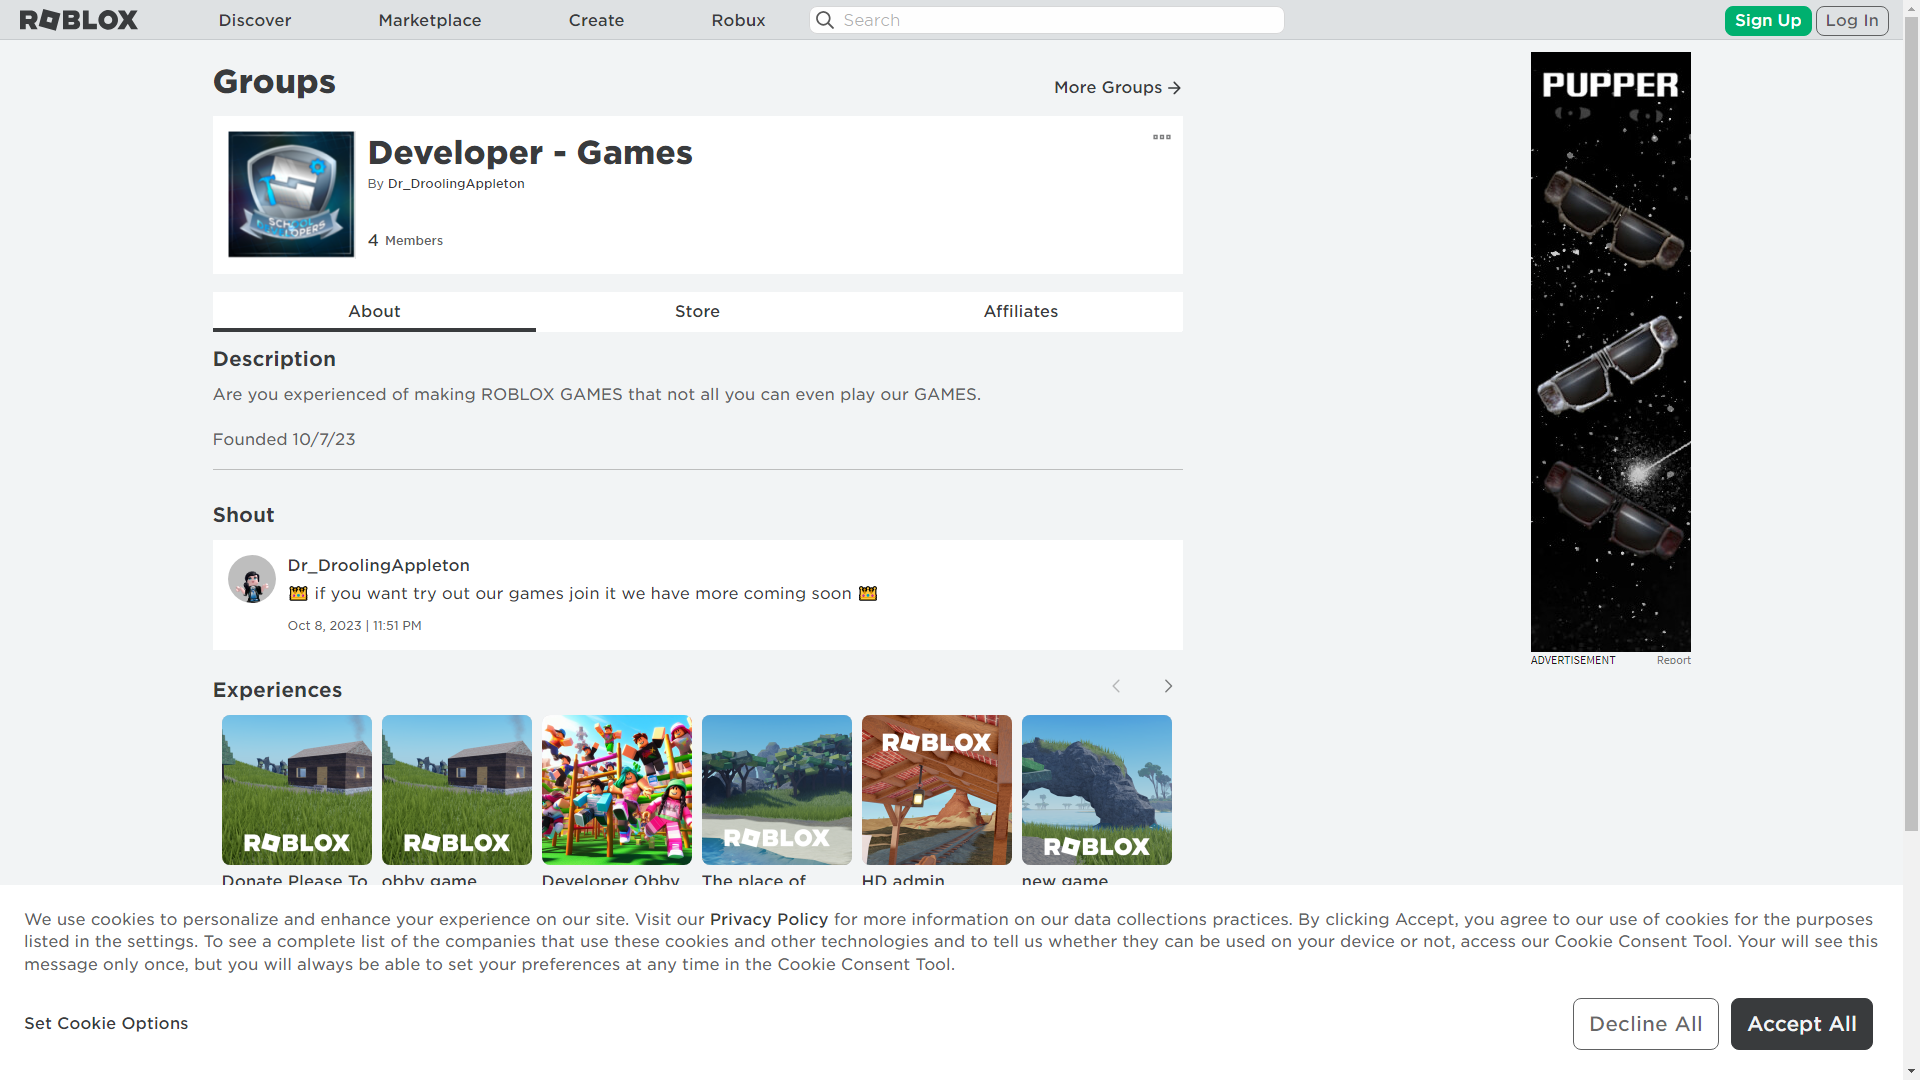 ROBLOX
Discover
Marketplace
Create
Robux
Search
Sign Up
Log In
Groups
More Groups
Developer - Games
By Dr_DroolingAppleton
4 Members
SCHOOL
DEVELOPERS
About
Store
Affiliates
Description
Are you experienced of making ROBLOX GAMES that not all you can even play our GAMES.
Founded 10/7/23
Shout
Dr_DroolingAppleton
👑 if you want try out our games join it we have more coming soon 👑
Oct 8, 2023 | 11:51 PM
PUPPER
ADVERTISEMENT
Report
Experiences
ROBLOX
ROBLOX
ROBLOX
ROBLOX
ROBLOX
Donate Please To
obby game
Developer Obby
The place of
HD admin
new game
We use cookies to personalize and enhance your experience on our site. Visit our Privacy Policy for more information on our data collections practices. By clicking Accept, you agree to our use of cookies for the purposes
listed in the settings. To see a complete list of the companies that use these cookies and other technologies and to tell us whether they can be used on your device or not, access our Cookie Consent Tool. Your will see this
message only once, but you will always be able to set your preferences at any time in the Cookie Consent Tool.
Set Cookie Options
Decline All
Accept All